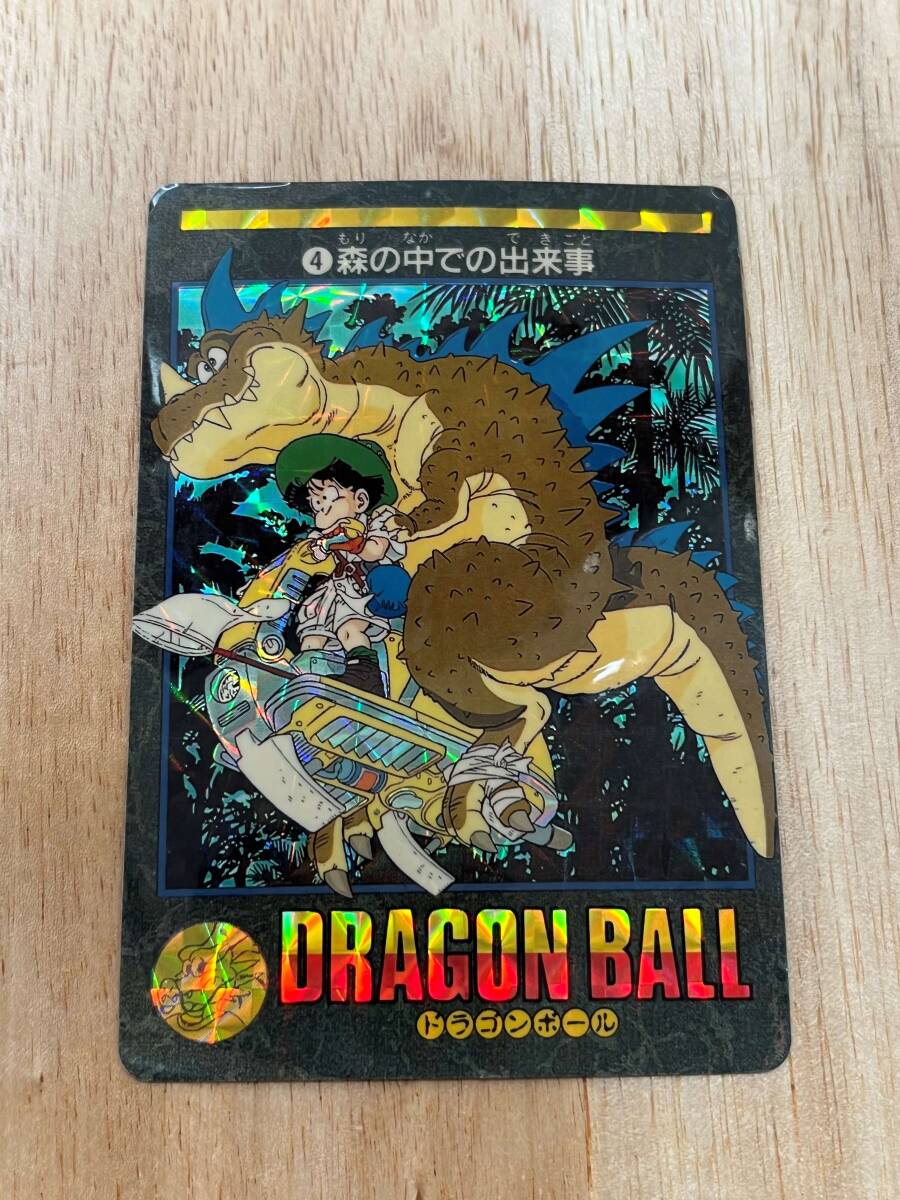 もり なか で き ごと
❹森の中での出来事
DRAGON BALL
ドラゴンボール